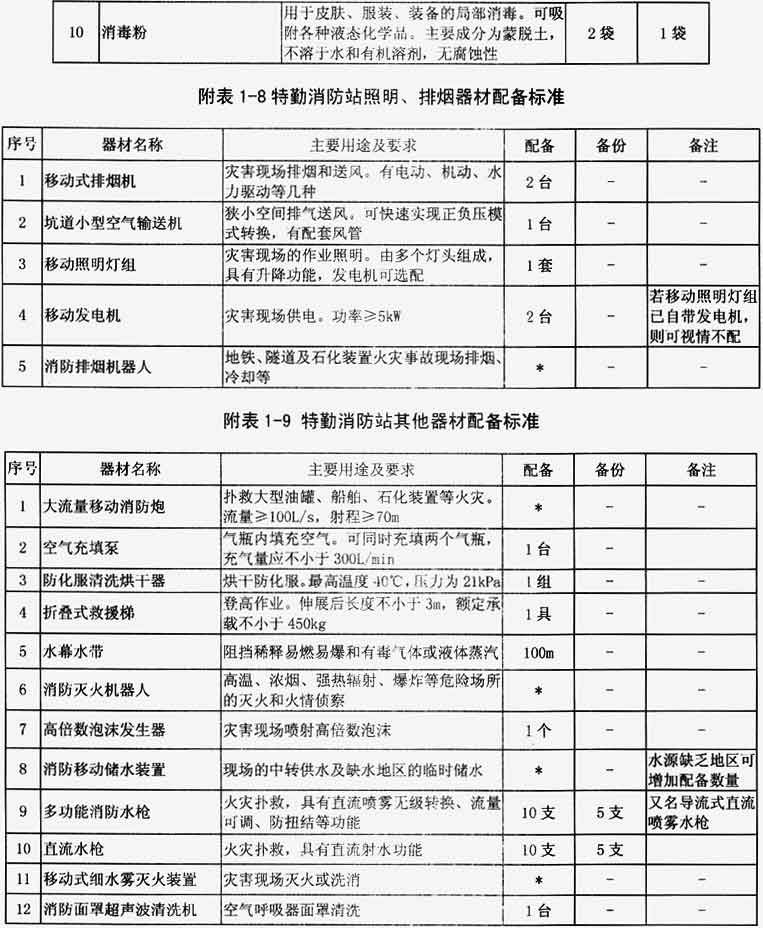 10 消毒粉 用于皮肤、服装、装备的局部消毒。可吸
附各种液态化学品。主要成分为蒙脱土，
不溶于水和有机溶剂，无腐蚀性 2袋 1袋
附表1-8特勤消防站照明、排烟器材配备标准
序号 器材名称 主要用途及要求 配备 备份 备注
1 移动式排烟机 灾害现场排烟和送风。有电动、机动、水
力驱动等几种 2台 - -
2 坑道小型空气输送机 狭小空间排气送风。可快速实现正负压模
式转换，有配套风管 1台 - -
3 移动照明灯组 灾害现场的作业照明。由多个灯头组成，
具有升降功能，发电机可选配 1套 - -
4 移动发电机 灾害现场供电。功率≥5kW 2台 - 若移动照明灯组
已自带发电机，
则可视情不配
5 消防排烟机器人 地铁、隧道及石化装置火灾事故现场排烟、
冷却等 * - -
附表1-9 特勤消防站其他器材配备标准
序号 器材名称 主要用途及要求 配备 备份 备注
1 大流量移动消防炮 扑救大型油罐、船舶、石化装置等火灾。
流量≥100L/s，射程≥70m * - -
2 空气充填泵 气瓶内填充空气。可同时充填两个气瓶，
充气量应不小于300L/min 1台 - -
3 防化服清洗烘干器 烘干防化服。最高温度40℃，压力为21kPa 1组 - -
4 折叠式救援梯 登高作业。伸展后长度不小于3m，额定承
载不小于450kg 1具 - -
5 水幕水带 阻挡稀释易燃易爆和有毒气体或液体蒸汽 100m - -
6 消防灭火机器人 高温、浓烟、强热辐射、爆炸等危险场所
的灭火和火情侦察 * - -
7 高倍数泡沫发生器 灾害现场喷射高倍数泡沫 1个 - -
8 消防移动储水装置 现场的中转供水及缺水地区的临时储水 * - 水源缺乏地区可
增加配备数量
9 多功能消防水枪 火灾扑救，具有直流喷雾无级转换、流量
可调、防扭结等功能 10支 5支 又名导流式直流
喷雾水枪
10 直流水枪 火灾扑救，具有直流射水功能 10支 5支
11 移动式细水雾灭火装置 灾害现场灭火或洗消 * - -
12 消防面罩超声波清洗机 空气呼吸器面罩清洗 1台 - -